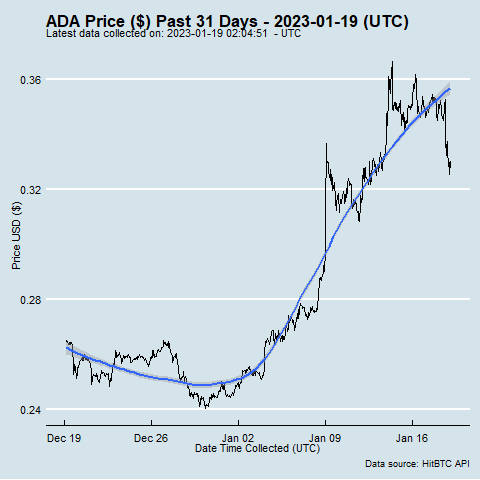 ADA Price ($) Past 31 Days - 2023-01-19 (UTC)
Latest data collected on: 2023-01-19 02:04:51 - UTC
Price USD ($)
0.36
0.32
0.28
0.24
Dec 19 Dec 26 Jan 02 Jan 09 Jan 16
Date Time Collected (UTC)
Data source: HitBTC API